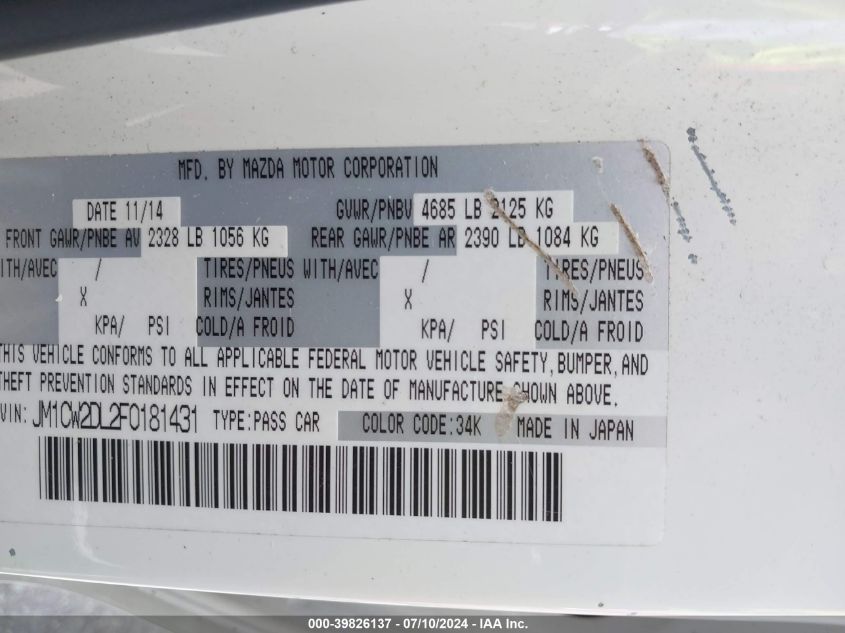 MFD. BY MAZDA MOTOR CORPORATION
DATE 11/14 GVWR/PNBV 4685 LB 2125 KG
FRONT GAWR/PNBE AV 2328 LB 1056 KG REAR GAWR/PNBE AR 2390 LB 1084 KG
ITH/AVEC / TIRES/PNEUS WITH/AVEC / TIRES/PNEUS
X RIMS/JANTES X RIMS/JANTES
KPA/ PSI COLD/A FROID KPA/ PSI COLD/A FROID
THIS VEHICLE CONFORMS TO ALL APPLICABLE FEDERAL MOTOR VEHICLE SAFETY, BUMPER, AND
THEFT PREVENTION STANDARDS IN EFFECT ON THE DATE OF MANUFACTURE SHOWN ABOVE.
VIN: JM1CW2DL2F0181431 TYPE:PASS CAR COLOR CODE:34K MADE IN JAPAN
000-39826137 - 07/10/2024 - IAA Inc.